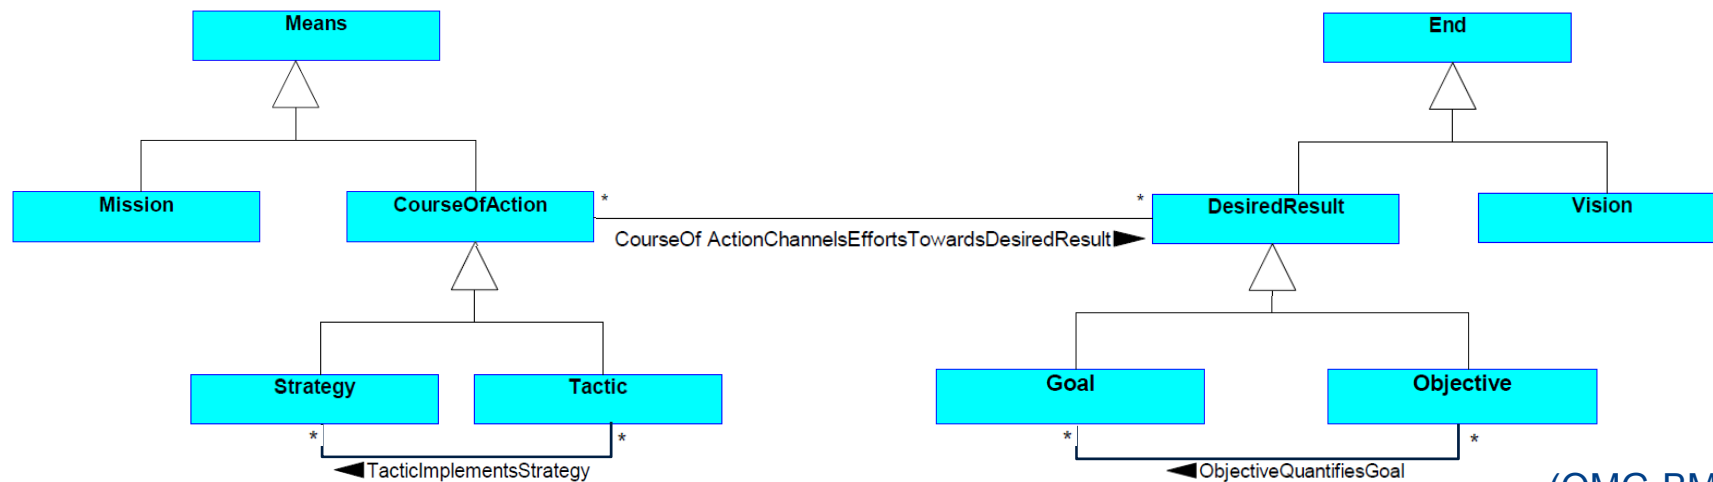 Means
End
Mission
CourseOfAction
*
*
DesiredResult
Vision
CourseOf ActionChannelsEffortsTowardsDesiredResult
Strategy
Tactic
Goal
Objective
*
*
*
*
TacticImplementsStrategy
ObjectiveQuantifiesGoal